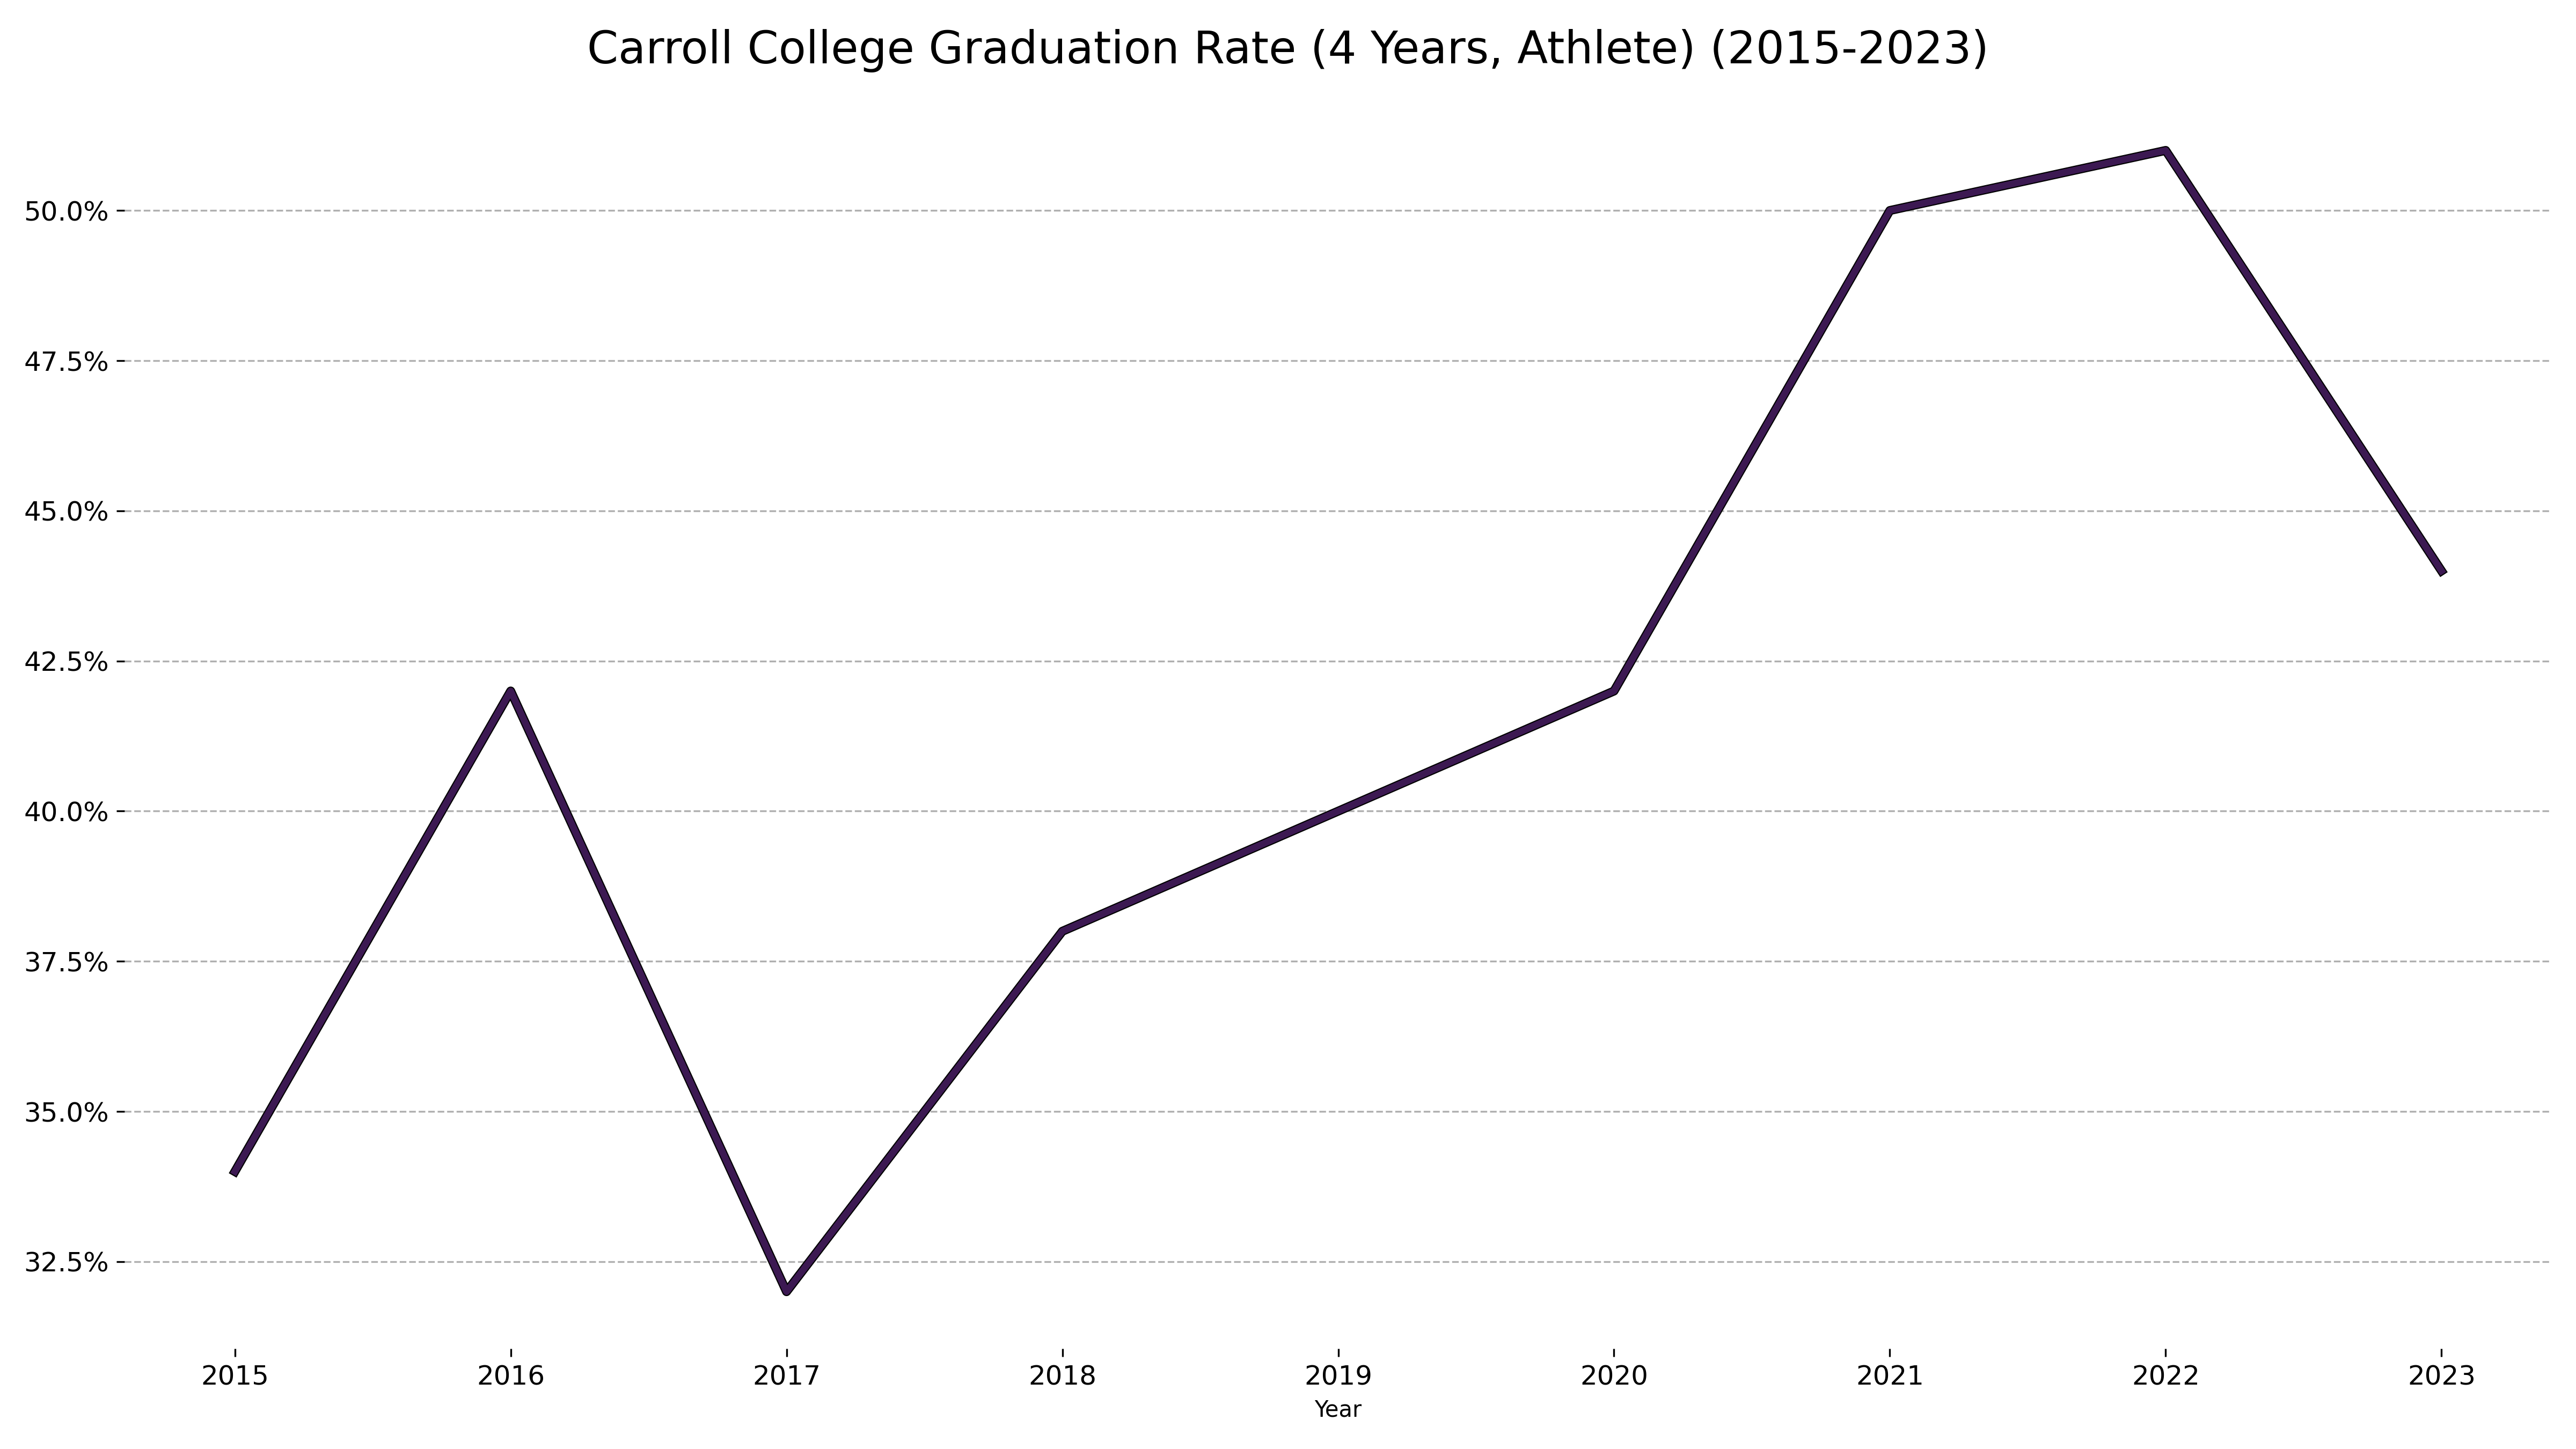 Carroll College Graduation Rate (4 Years, Athlete) (2015-2023)
50.0%
47.5%
45.0%
42.5%
40.0%
37.5%
35.0%
32.5%
2015 2016 2017 2018 2019 2020 2021 2022 2023
Year